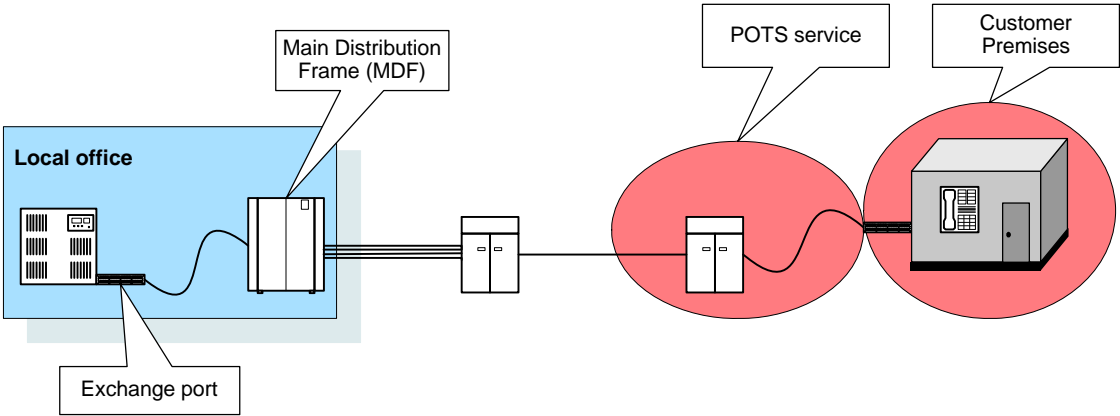 Main Distribution
Frame (MDF)
POTS service
Customer
Premises
Local office
Exchange port